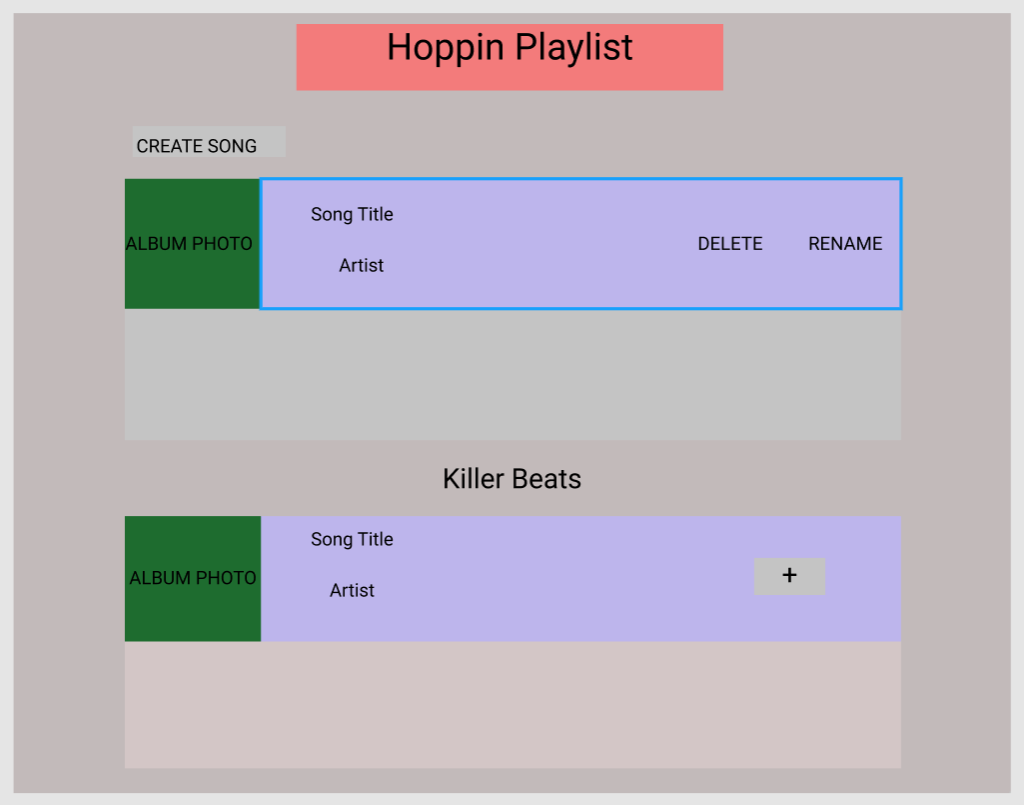 Hoppin Playlist
CREATE SONG
Song Title
ALBUM PHOTO
DELETE
RENAME
Artist
Killer Beats
Song Title
ALBUM PHOTO
+
Artist